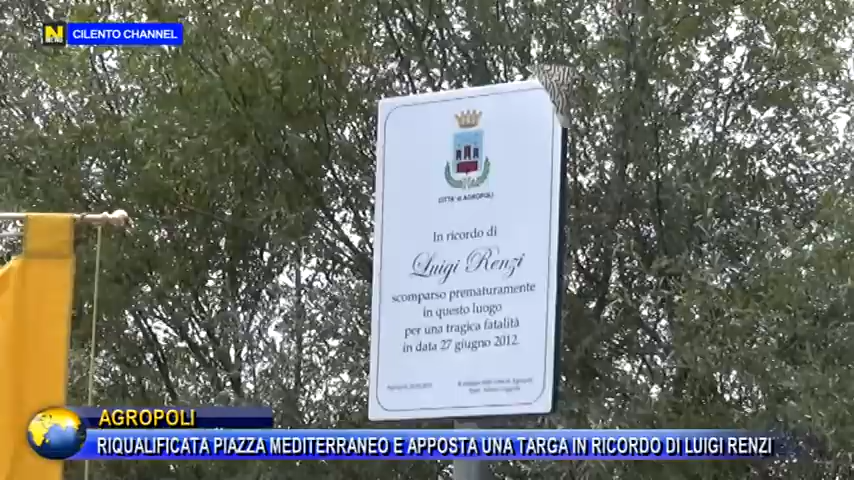 N
CILENTO CHANNEL
CITTA' di AGROPOLI
In ricordo di
Luigi Renzi
scomparso prematuramente
in questo luogo
per una tragica fatalità
in data 27 giugno 2012.
AGROPOLI
RIQUALIFICATA PIAZZA MEDITERRANEO E APPOSTA UNA TARGA IN RICORDO DI LUIGI RENZI